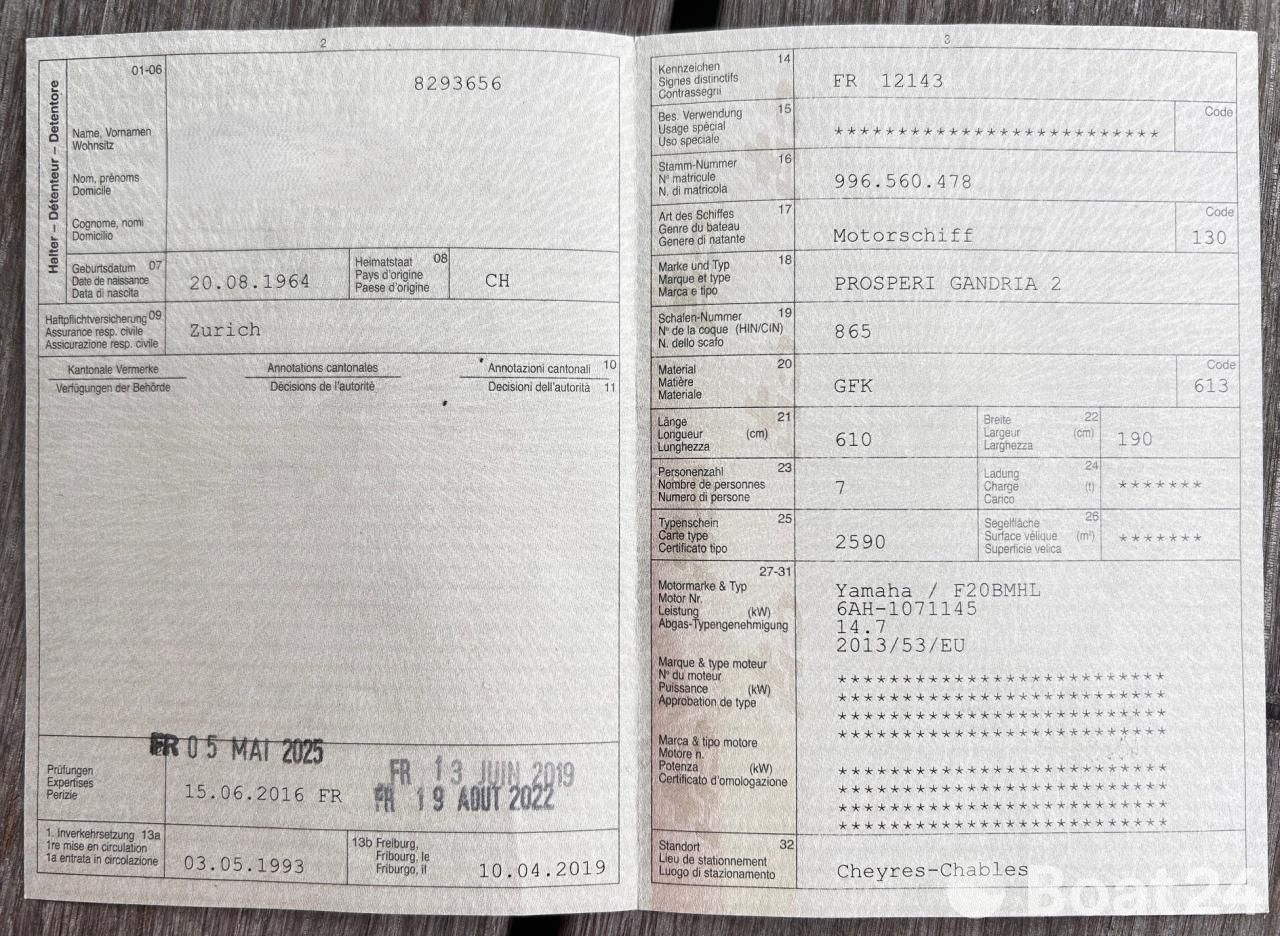 2
Halter – Détenteur – Detentore
01-06
8293656
Name, Vornamen
Wohnsitz
Nom, prénoms
Domicile
Cognome, nomi
Domicilio
Geburtsdatum 07
Date de naissance
Data di nascita
20.08.1964
Heimatstaat 08
Pays d'origine
Paese d'origine
CH
Haftpflichtversicherung 09
Assurance resp. civile
Assicurazione resp. civile
Zurich
Kantonale Vermerke Annotations cantonales Annotazioni cantonali 10
Verfügungen der Behörde Décisions de l'autorité Decisioni dell'autorità 11
FR 05 MAI 2025
FR 13 JUIN 2019
FR 19 AOUT 2022
Prüfungen
Expertises
Perizie
15.06.2016 FR
1. Inverkehrsetzung 13a
1re mise en circulation
1a entrata in circolazione
03.05.1993
13b Freiburg,
Fribourg, le
Friburgo, il
10.04.2019
3
Kennzeichen 14
Signes distinctifs
Contrassegni
FR 12143
Bes. Verwendung 15
Usage spécial
Uso speciale
**************************
Code
Stamm-Nummer 16
N° matricule
N. di matricola
996.560.478
Art des Schiffes 17
Genre du bateau
Genere di natante
Motorschiff
Code
130
Marke und Typ 18
Marque et type
Marca e tipo
PROSPERI GANDRIA 2
Schalen-Nummer 19
N° de la coque (HIN/CIN)
N. dello scafo
865
Material 20
Matière
Materiale
GFK
Code
613
Länge 21
Longueur (cm)
Lunghezza
610
Breite 22
Largeur (cm)
Larghezza
190
Personenzahl 23
Nombre de personnes
Numero di persone
7
Ladung 24
Charge (t)
Carico
*******
Typenschein 25
Carte type
Certificato tipo
2590
Segelfläche 26
Surface vélique (m²)
Superficie velica
*******
27-31
Motormarke & Typ
Motor Nr.
Leistung (kW)
Abgas-Typengenehmigung
Yamaha / F20BMHL
6AH-1071145
14.7
2013/53/EU
Marque & type moteur
N° du moteur
Puissance (kW)
Approbation de type
**************************
**************************
**************************
**************************
Marca & tipo motore
Motore n.
Potenza (kW)
Certificato d'omologazione
**************************
**************************
**************************
**************************
Standort 32
Lieu de stationnement
Luogo di stazionamento
Cheyres-Chables
Boat24